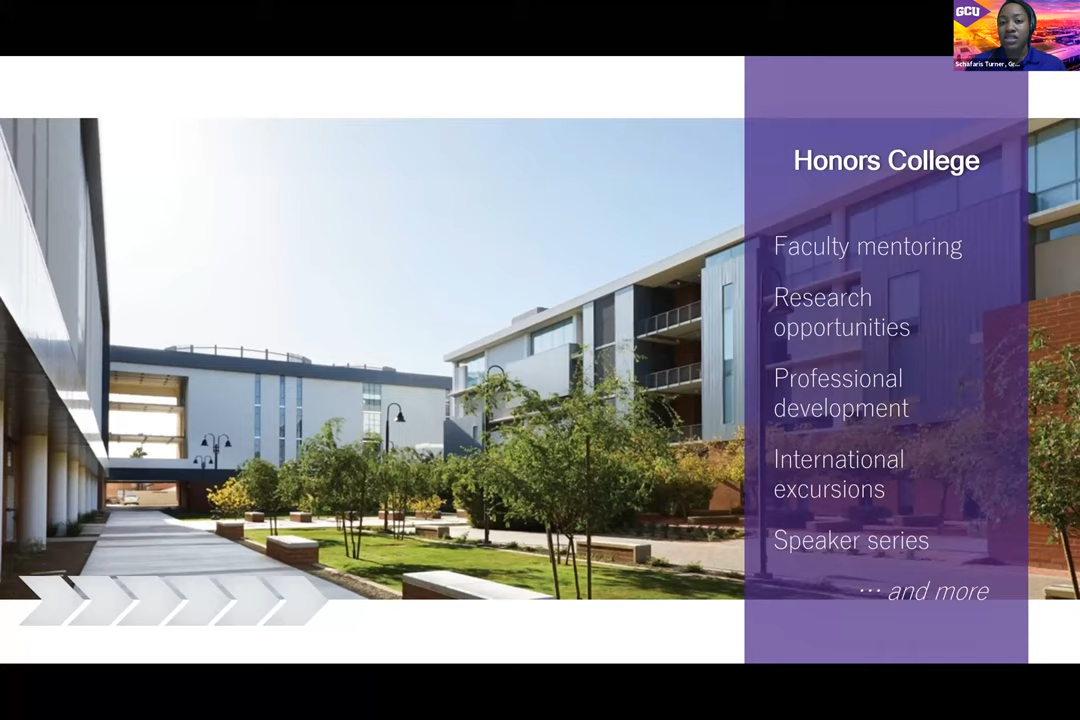 GCU
Schafaris Turner, Gr...
Honors College
Faculty mentoring
Research
opportunities
Professional
development
International
excursions
Speaker series
... and more